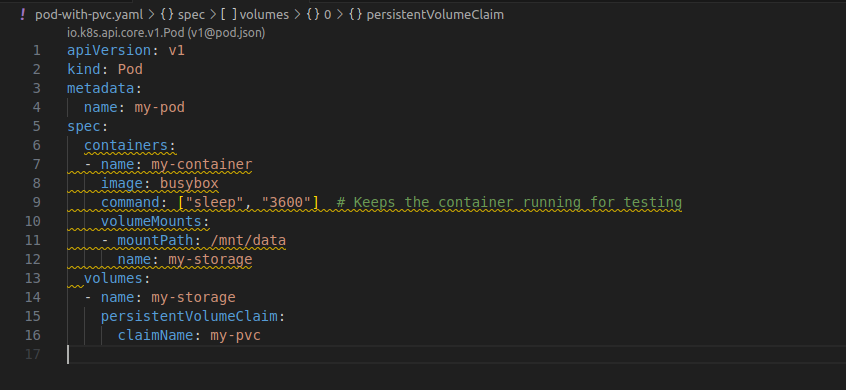 ! pod-with-pvc.yaml > {} spec > [ ] volumes > {} 0 > {} persistentVolumeClaim
io.k8s.api.core.v1.Pod (v1@pod.json)
1 apiVersion: v1
2 kind: Pod
3 metadata:
4   name: my-pod
5 spec:
6   containers:
7   - name: my-container
8     image: busybox
9     command: ["sleep", "3600"]  # Keeps the container running for testing
10     volumeMounts:
11     - mountPath: /mnt/data
12       name: my-storage
13   volumes:
14   - name: my-storage
15     persistentVolumeClaim:
16       claimName: my-pvc
17